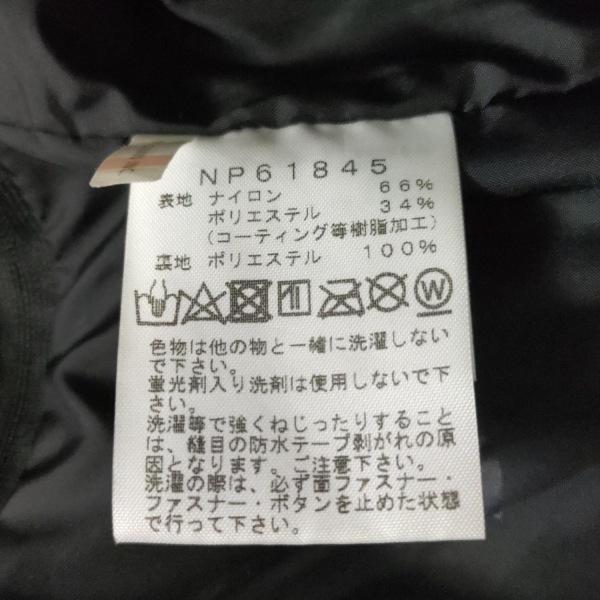 NP61845
表地 ナイロン 66%
ポリエステル 34%
(コーティング等樹脂加工)
裏地 ポリエステル 100%
W
色物は他の物と一緒に洗濯しない
で下さい。
蛍光剤入り洗剤は使用しないで下
さい。
洗濯等で強くねじったりすること
は、縫目の防水テープ剥がれの原
因となります。ご注意下さい。
洗濯の際は、必ず面ファスナー・
ファスナー・ボタンを止めた状態
で行って下さい。